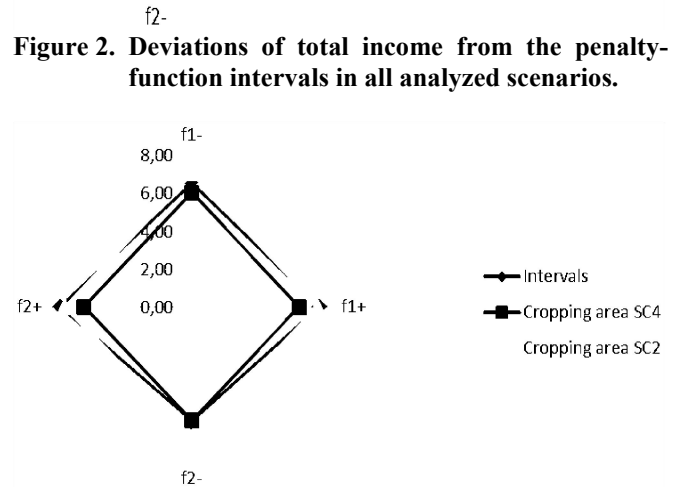 f2-
Figure 2. Deviations of total income from the penalty-
function intervals in all analyzed scenarios.
f1-
8,00
6,00
4,00
2,00
f2+
0,00
f1+
Intervals
Cropping area SC4
Cropping area SC2
f2-